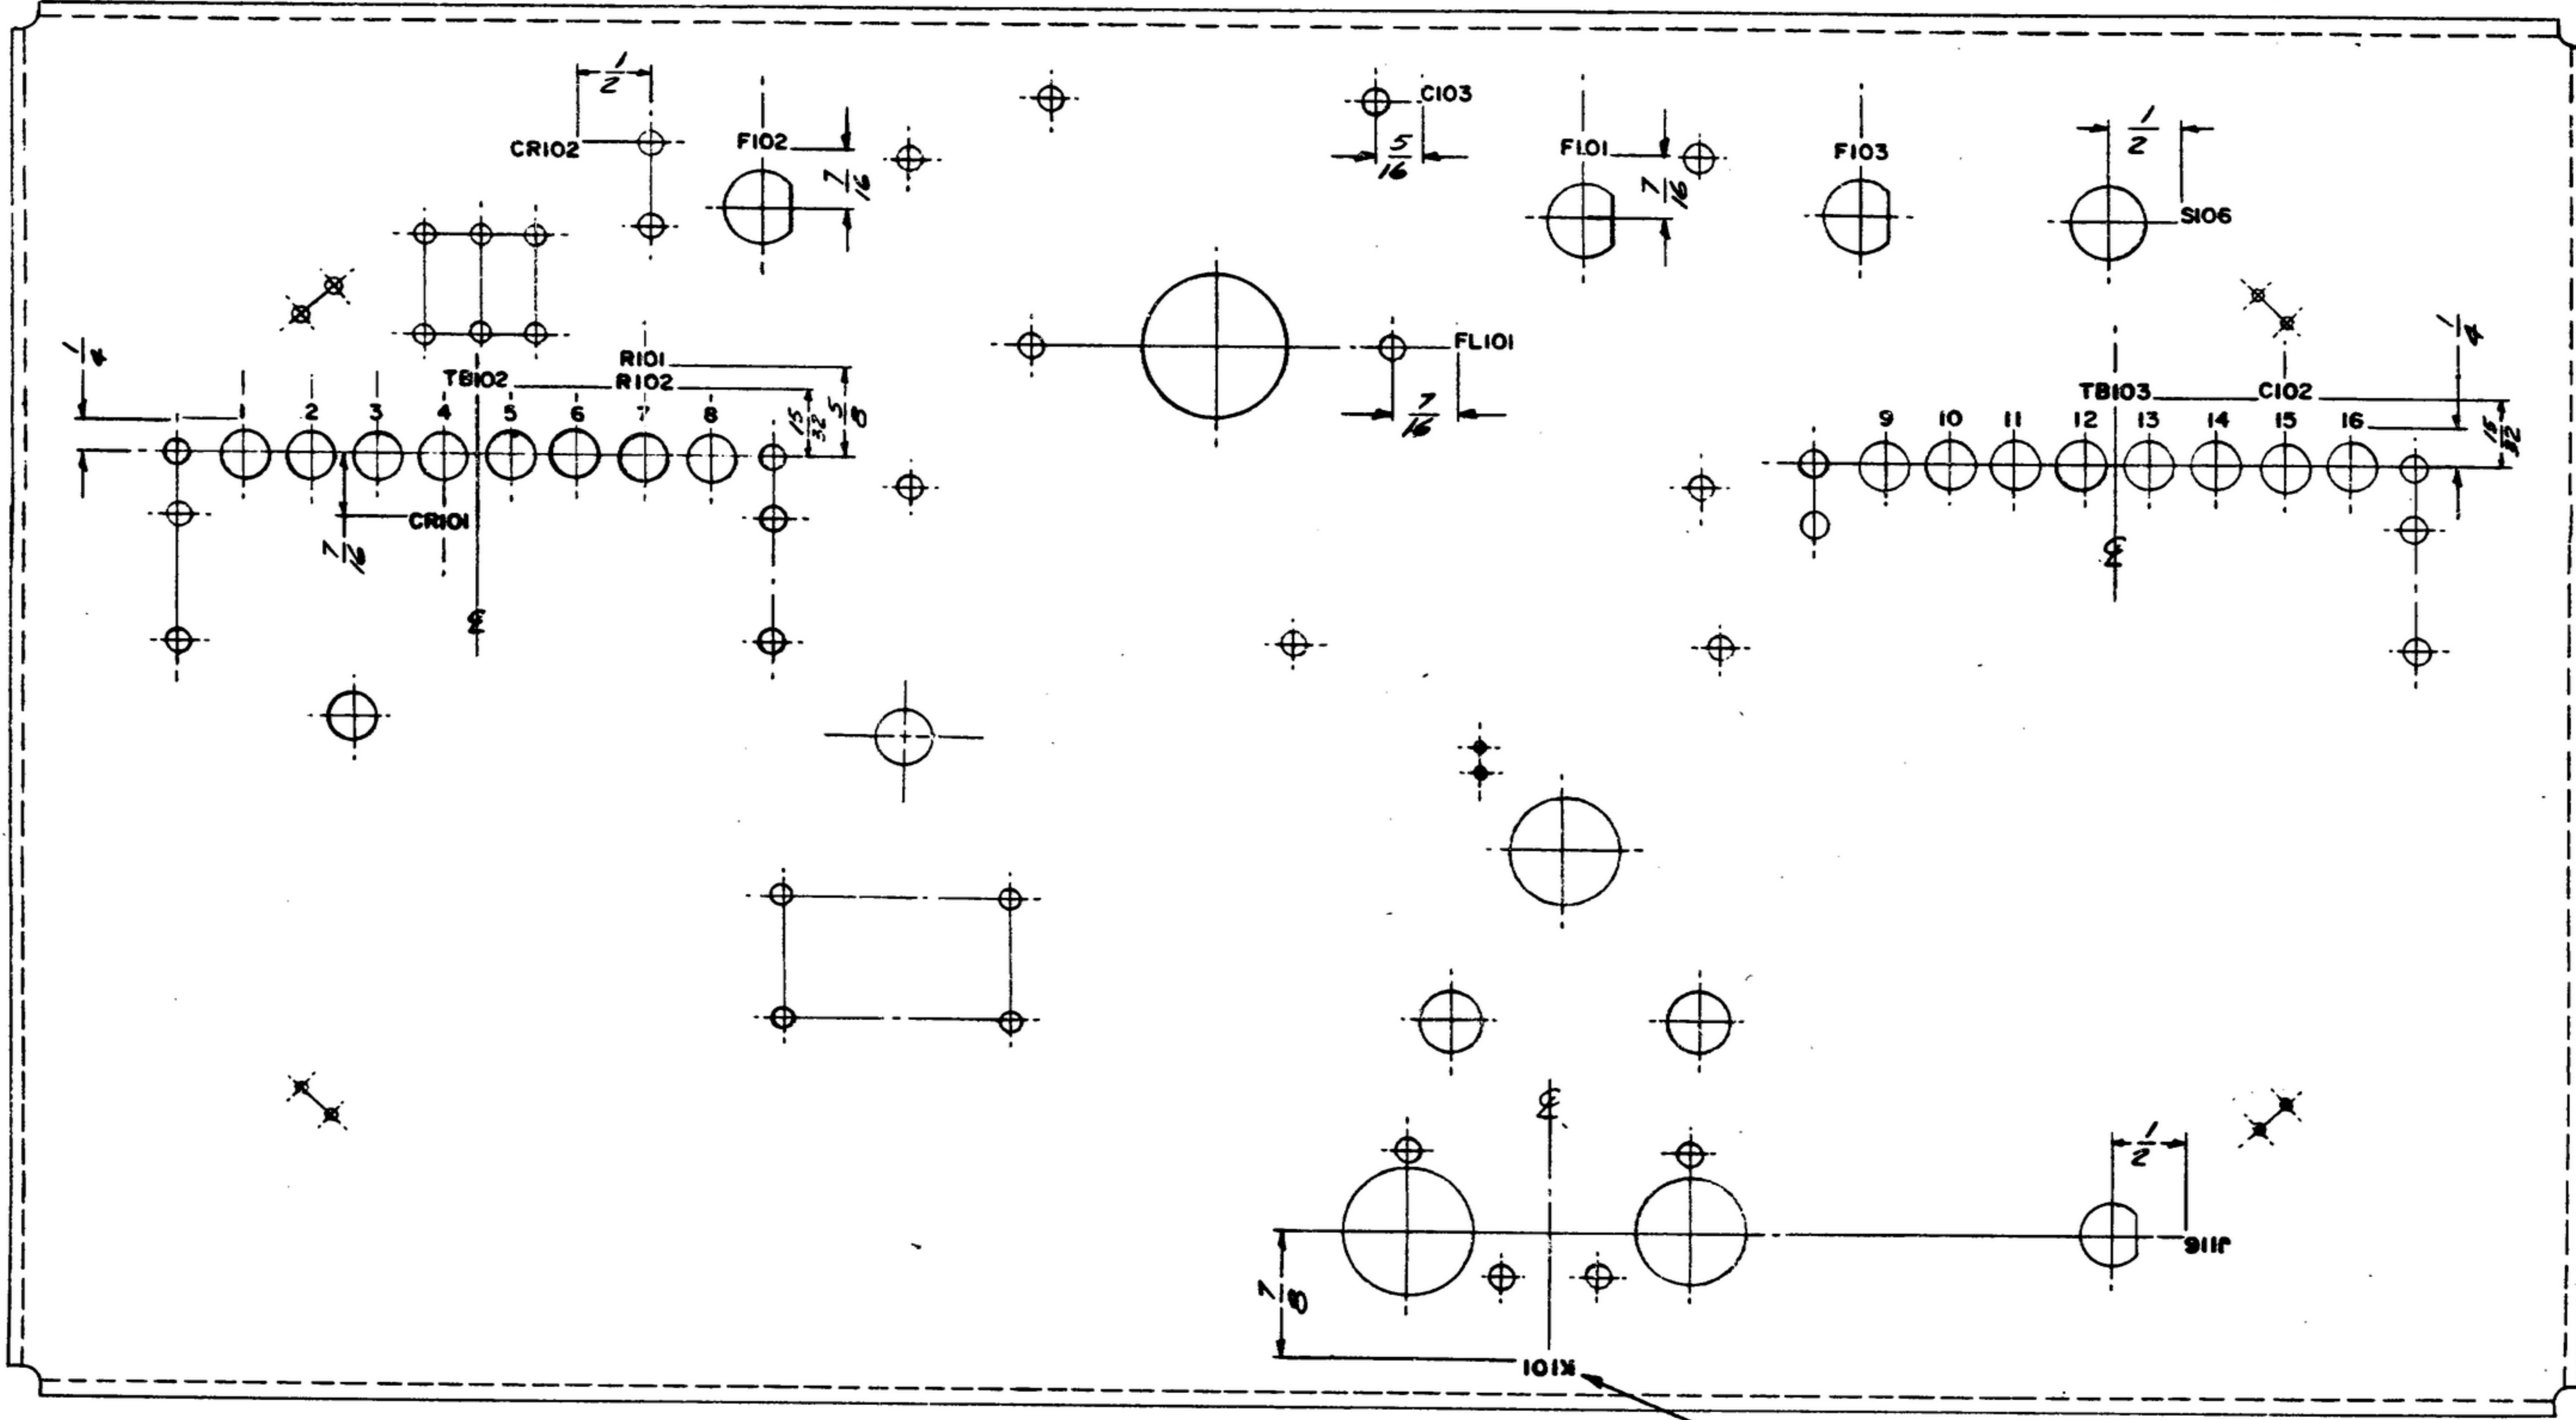 1/2
C103
CR102
F102
7/16
5/16
F101
7/16
F103
1/2
S106
FL101
7/16
1/4
R101
TB102
R102
1 2 3 4 5 6 7 8
15/32
5/8
CR101
7/16
℄
1/4
TB103
C102
9 10 11 12 13 14 15 16
15/32
℄
℄
1/2
J116
7/8
K101